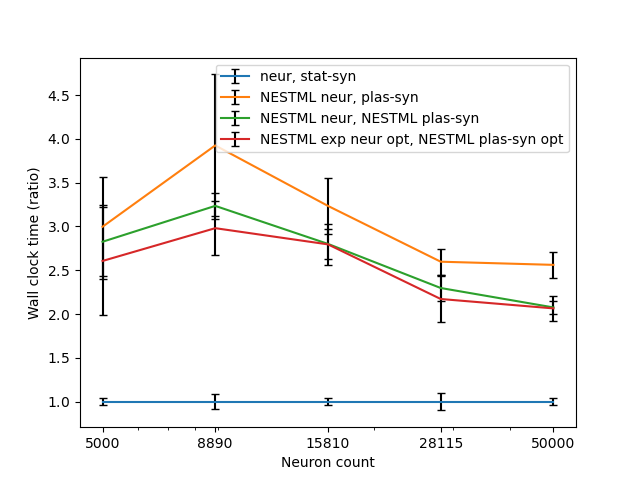 neur, stat-syn
NESTML neur, plas-syn
NESTML neur, NESTML plas-syn
NESTML exp neur opt, NESTML plas-syn opt
Wall clock time (ratio)
4.5
4.0
3.5
3.0
2.5
2.0
1.5
1.0
5000 8890 15810 28115 50000
Neuron count